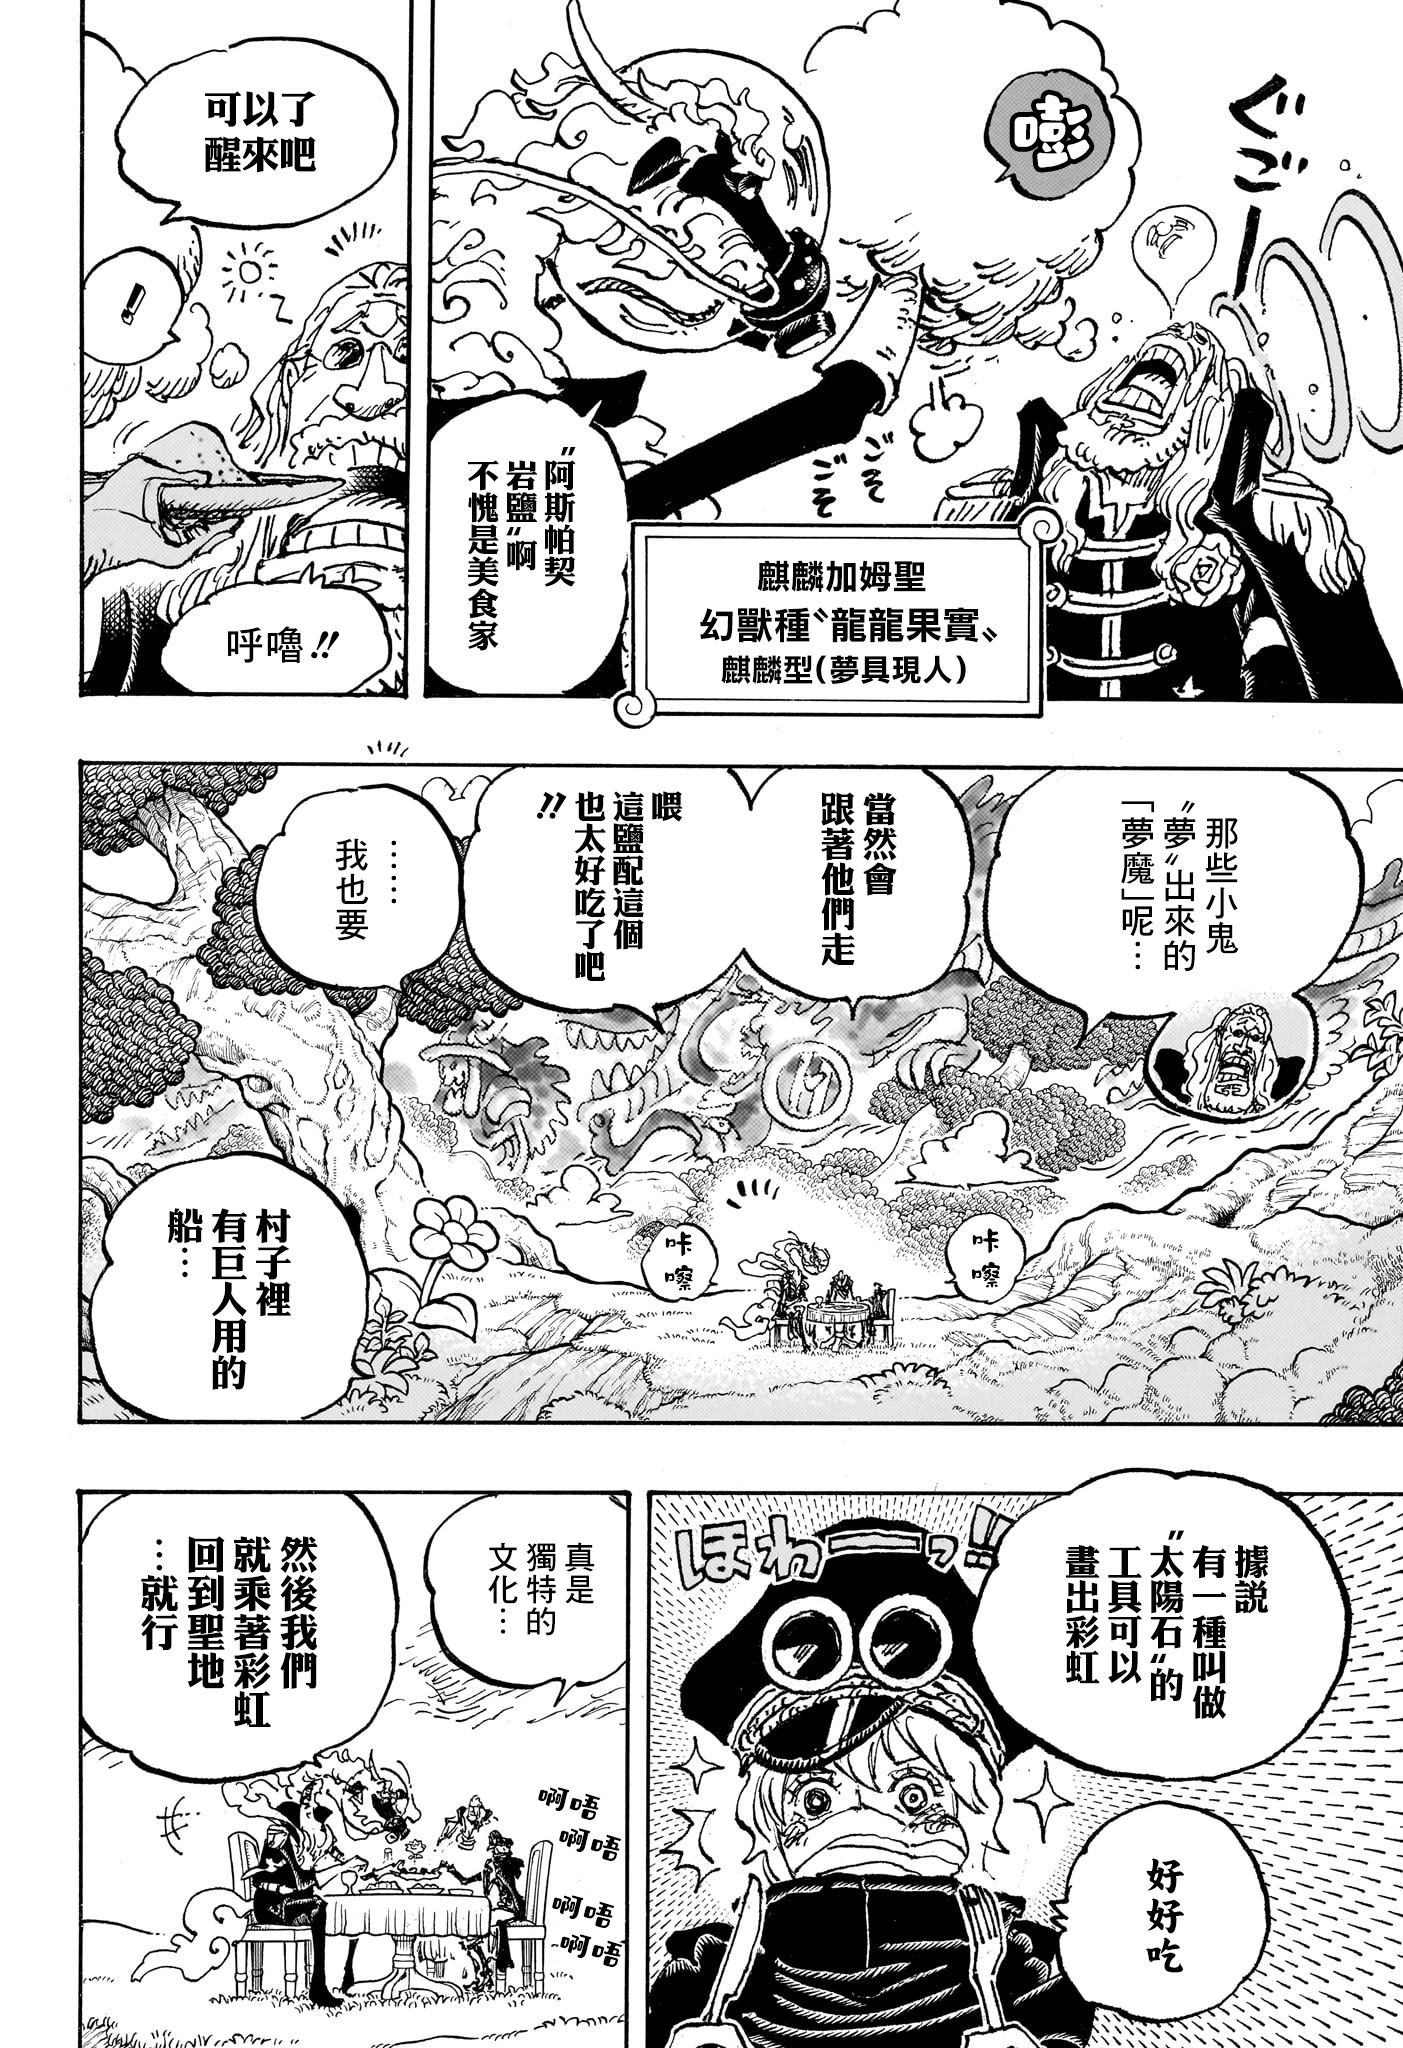 ぐごー
嘭
ごそ
ごそ
麒麟加姆聖
幻獸種〝龍龍果實〟
麒麟型(夢具現人)
〝阿斯帕契
岩鹽〟啊
不愧是美食家
可以了
醒來吧
!
呼嚕!!
那些小鬼
〝夢〟出來的
「夢魔」呢…
當然會
跟著他們走
喂
這鹽配這個
也太好吃了吧
!!
……
我也要
咔嚓
咔嚓
村子裡
有巨人用的
船…
據說
有一種叫做
〝太陽石〟的
工具可以
畫出彩虹
ほわーっ!!
好好吃
真是
獨特的
文化…
然後我們
就乘著彩虹
回到聖地
…就行
啊唔
啊唔
啊唔
啊唔